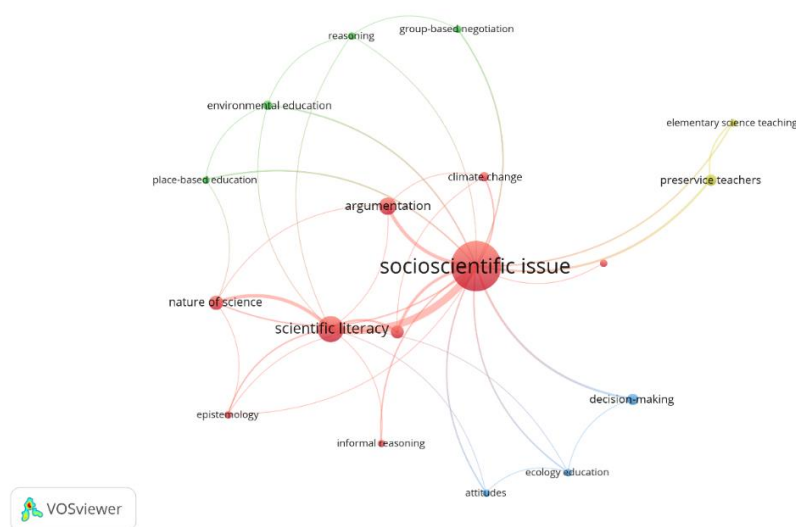 group-based negotiation
reasoning
environmental education
elementary science teaching
place-based education
climate change
preservice teachers
argumentation
socioscientific issue
nature of science
scientific literacy
decision-making
epistemology
informal reasoning
ecology education
attitudes
VOSviewer